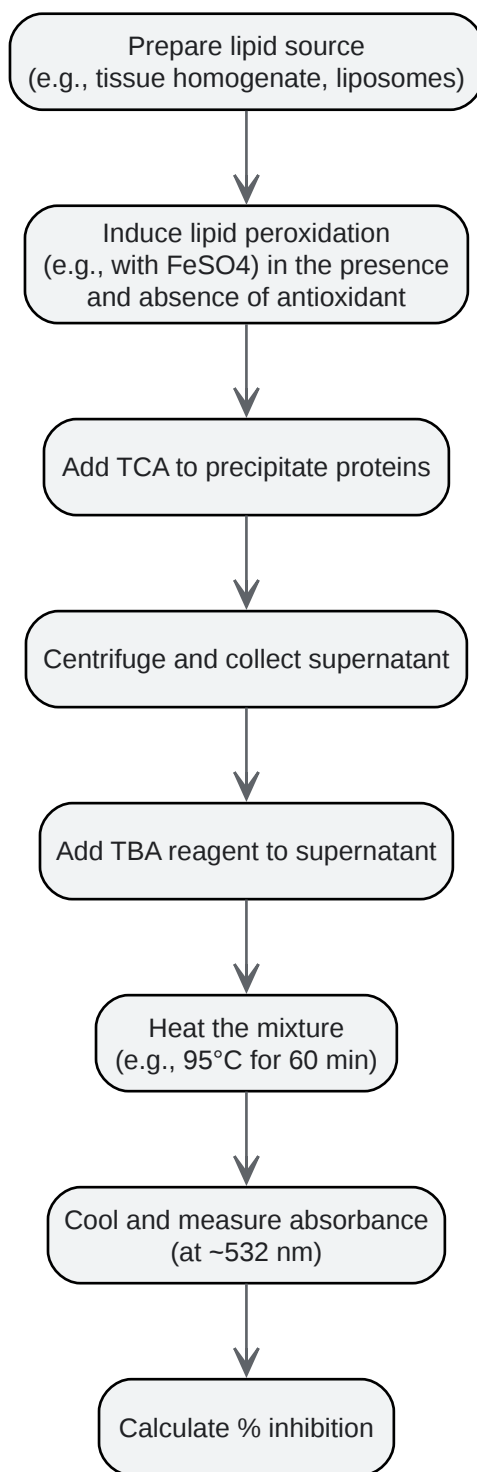 Prepare lipid source
(e.g., tissue homogenate, liposomes)
Induce lipid peroxidation
(e.g., with FeSO4) in the presence
and absence of antioxidant
Add TCA to precipitate proteins
Centrifuge and collect supernatant
Add TBA reagent to supernatant
Heat the mixture
(e.g., 95°C for 60 min)
Cool and measure absorbance
(at ~532 nm)
Calculate % inhibition